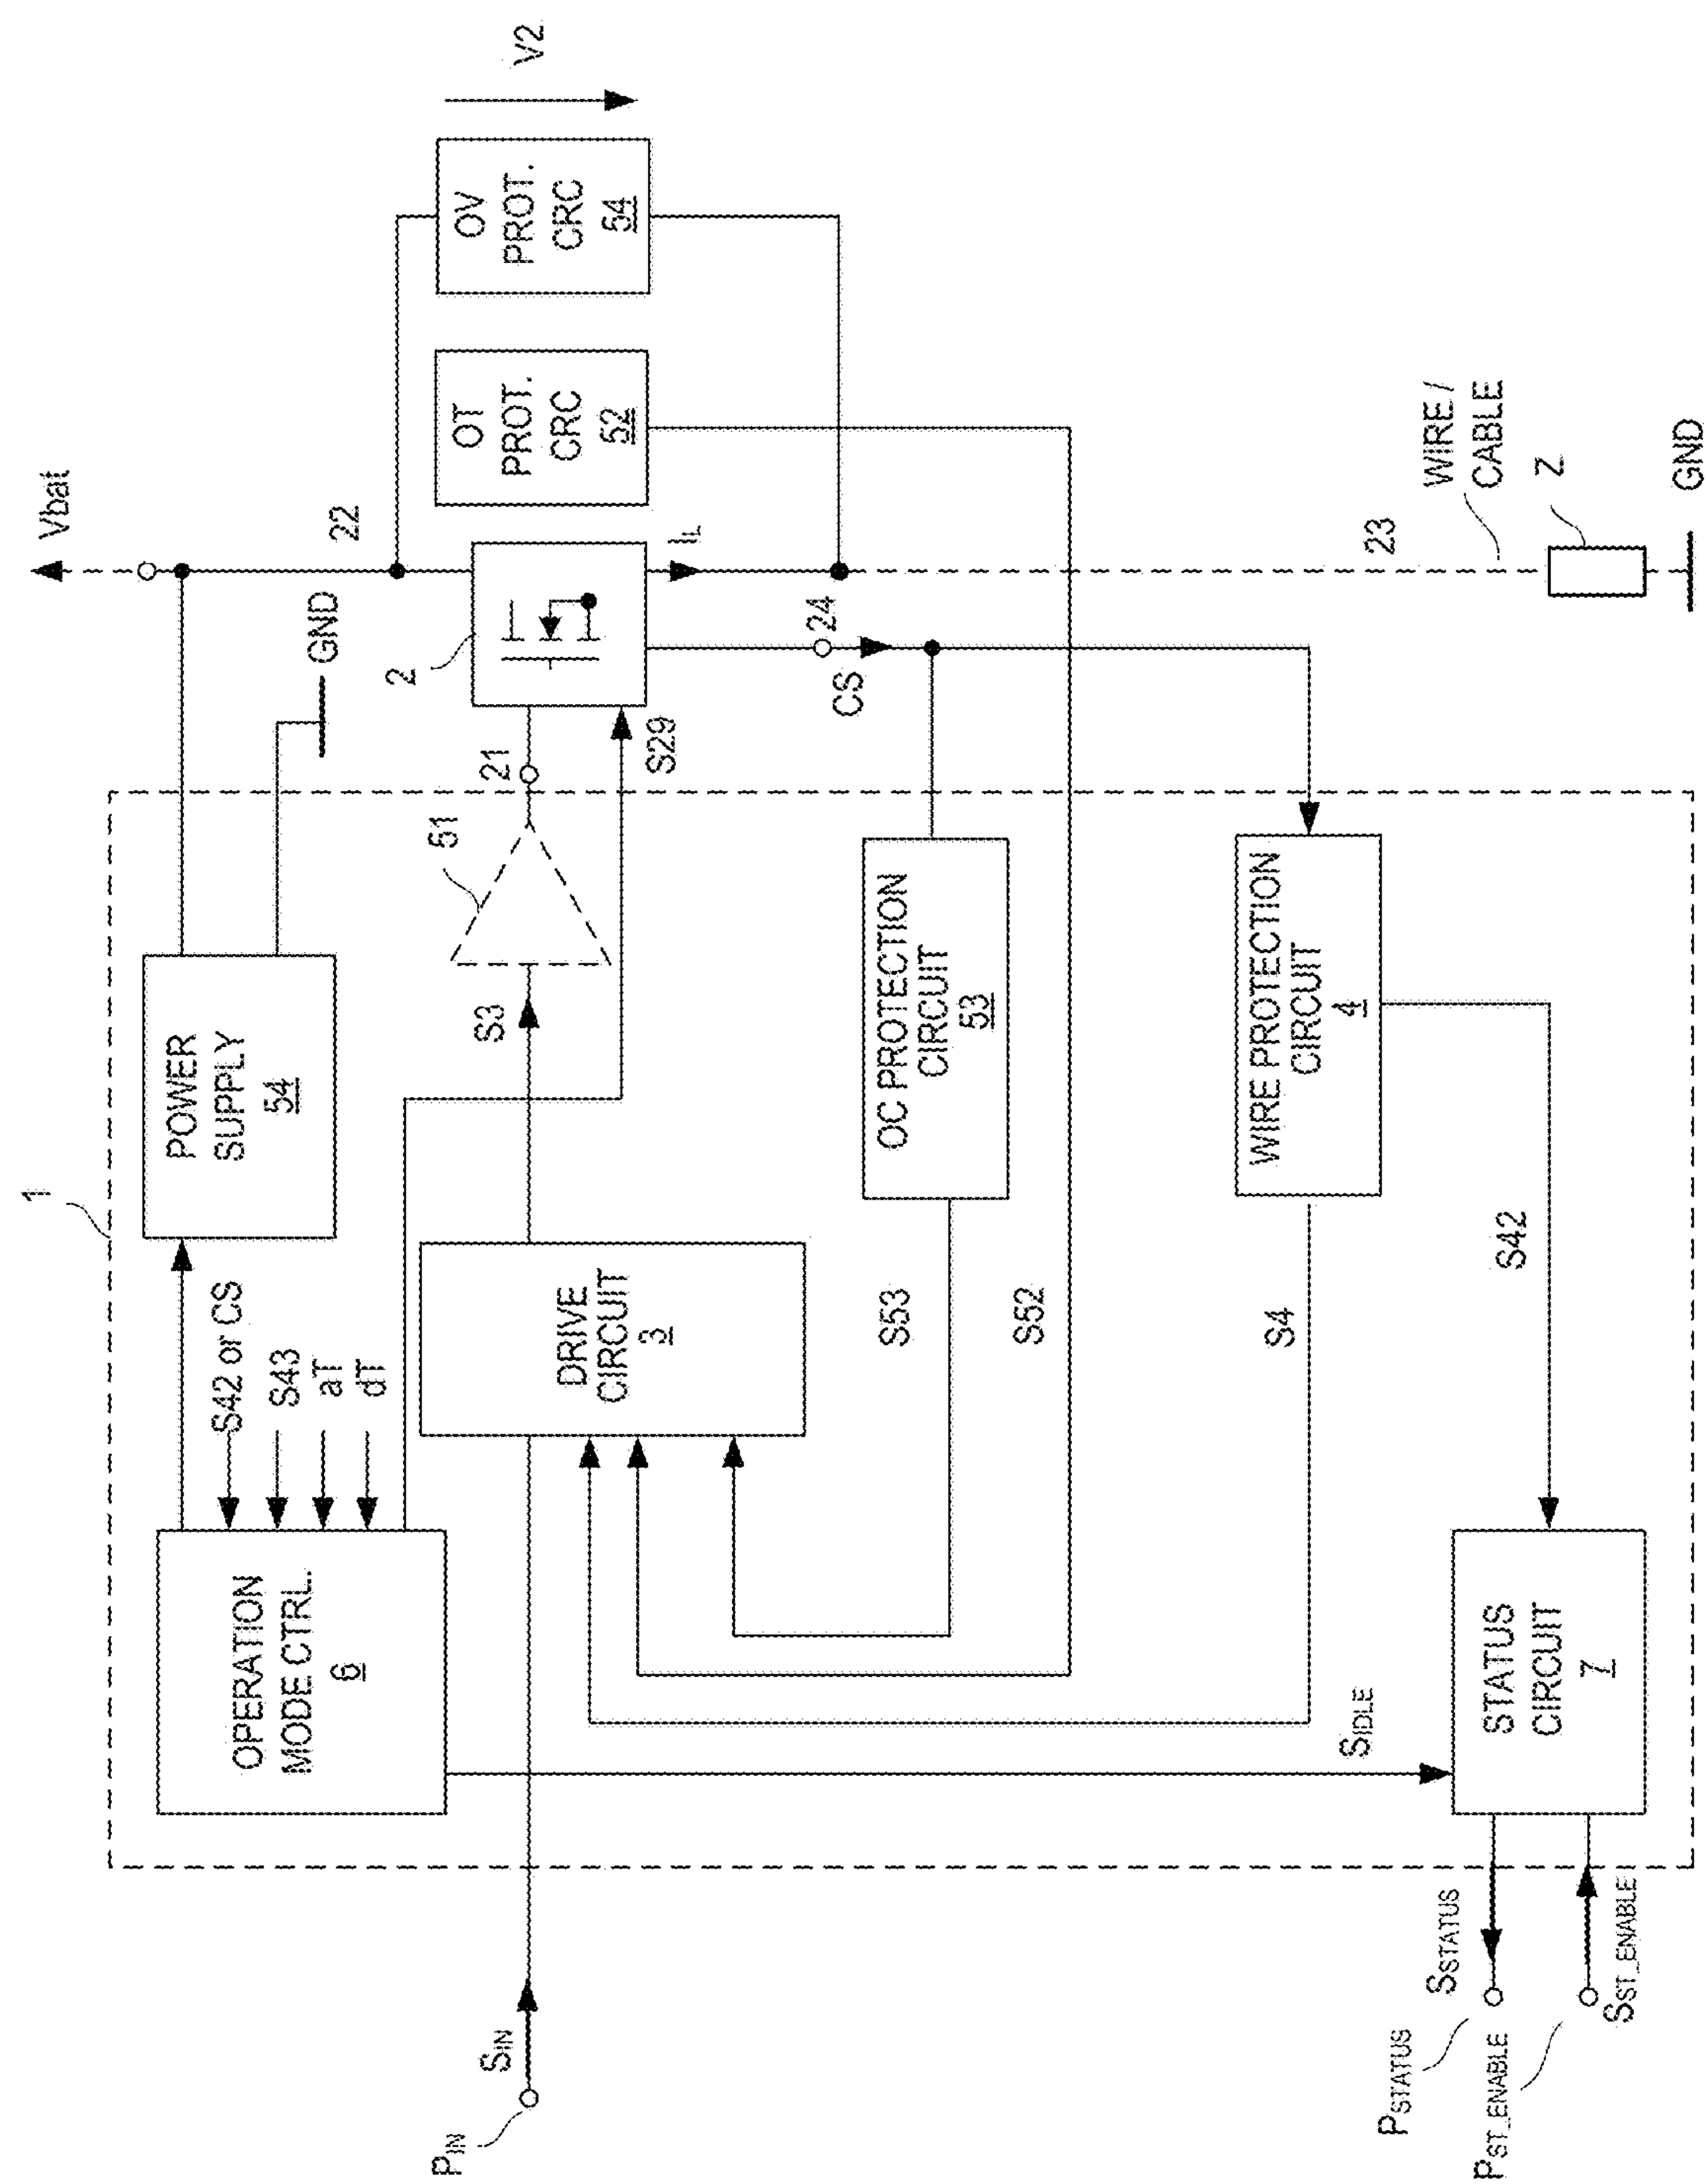 1
Vbat
V2
POWER
SUPPLY
54
GND
22
OPERATION
MODE CTRL.
6
S42 or CS
S43
aT
dT
2
OT
PROT.
CRC
52
OV
PROT.
CRC
54
PIN
SIN
DRIVE
CIRCUIT
3
S3
51
21
S29
IL
24
CS
OC PROTECTION
CIRCUIT
53
S53
S52
WIRE PROTECTION
CIRCUIT
4
S4
S42
SIDLE
23
WIRE /
CABLE
Z
GND
STATUS
CIRCUIT
7
PSTATUS
SSTATUS
PST_ENABLE
SST_ENABLE